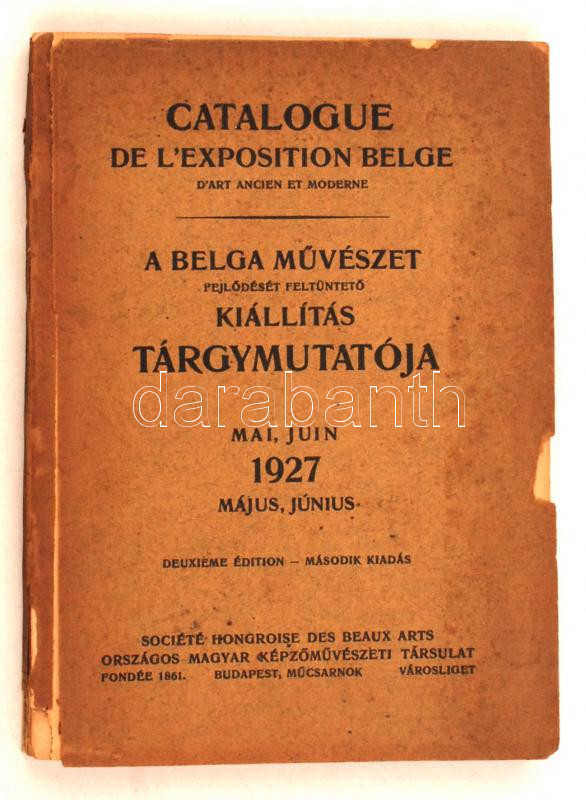 CATALOGUE
DE L'EXPOSITION BELGE
D'ART ANCIEN ET MODERNE
A BELGA MŰVÉSZET
FEJLŐDÉSÉT FELTÜNTETŐ
KIÁLLÍTÁS
TÁRGYMUTATÓJA
darabanth
MAI, JUIN
1927
MÁJUS, JÚNIUS
DEUXIÈME ÉDITION — MÁSODIK KIADÁS
SOCIÉTÉ HONGROISE DES BEAUX ARTS
ORSZÁGOS MAGYAR KÉPZŐMŰVÉSZETI TÁRSULAT
FONDÉE 1861. BUDAPEST, MŰCSARNOK VÁROSLIGET